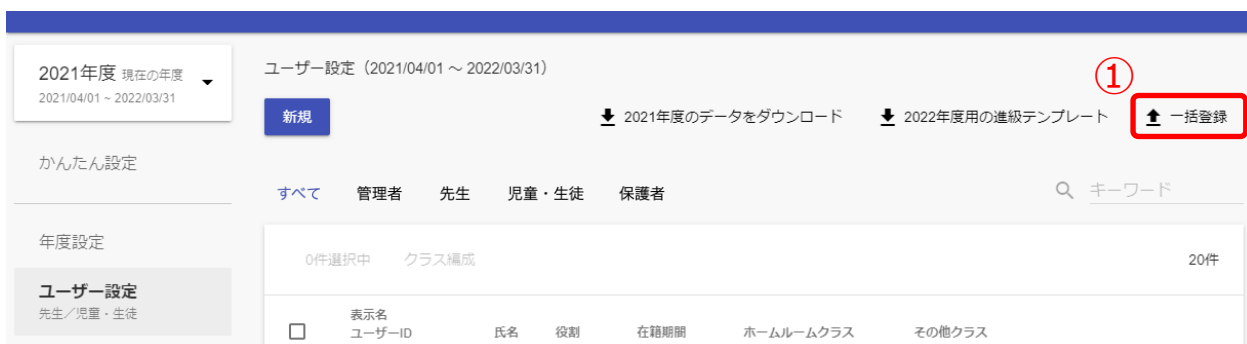 2021年度 現在の年度
2021/04/01 ~ 2022/03/31
かんたん設定
年度設定
ユーザー設定
先生／児童・生徒
ユーザー設定（2021/04/01 ～ 2022/03/31）
①
新規
2021年度のデータをダウンロード
2022年度用の進級テンプレート
一括登録
すべて 管理者 先生 児童・生徒 保護者
キーワード
0件選択中 クラス編成
20件
表示名
ユーザーID 氏名 役割 在籍期間 ホームルームクラス その他クラス